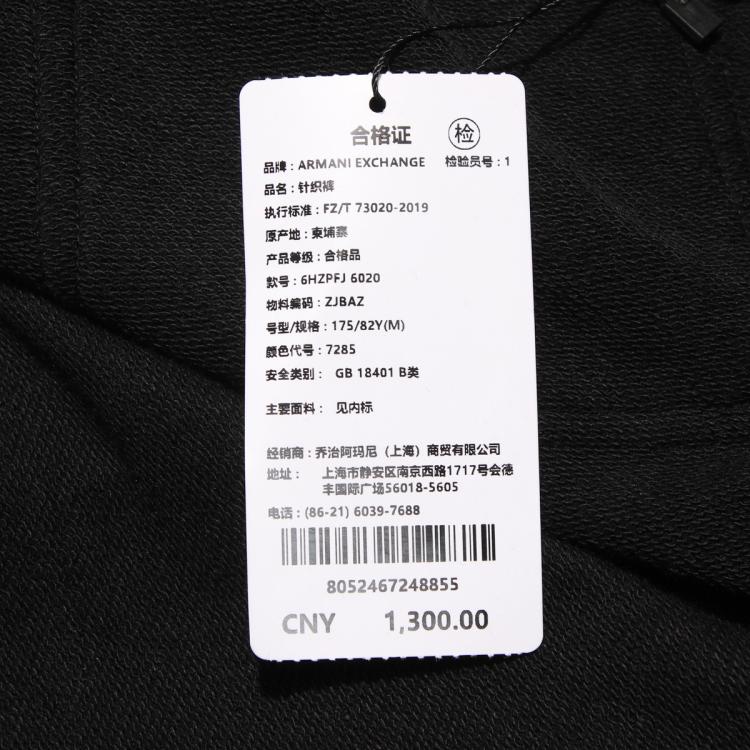 合格证 检
品牌：ARMANI EXCHANGE 检验员号：1
品名：针织裤
执行标准：FZ/T 73020-2019
原产地：柬埔寨
产品等级：合格品
款号：6HZPFJ 6020
物料编码：ZJBAZ
号型/规格：175/82Y(M)
颜色代号：7285
安全类别： GB 18401 B类
主要面料： 见内标
经销商：乔治阿玛尼（上海）商贸有限公司
地址： 上海市静安区南京西路1717号会德
丰国际广场56018-5605
电话：(86-21) 6039-7688
8052467248855
CNY 1,300.00